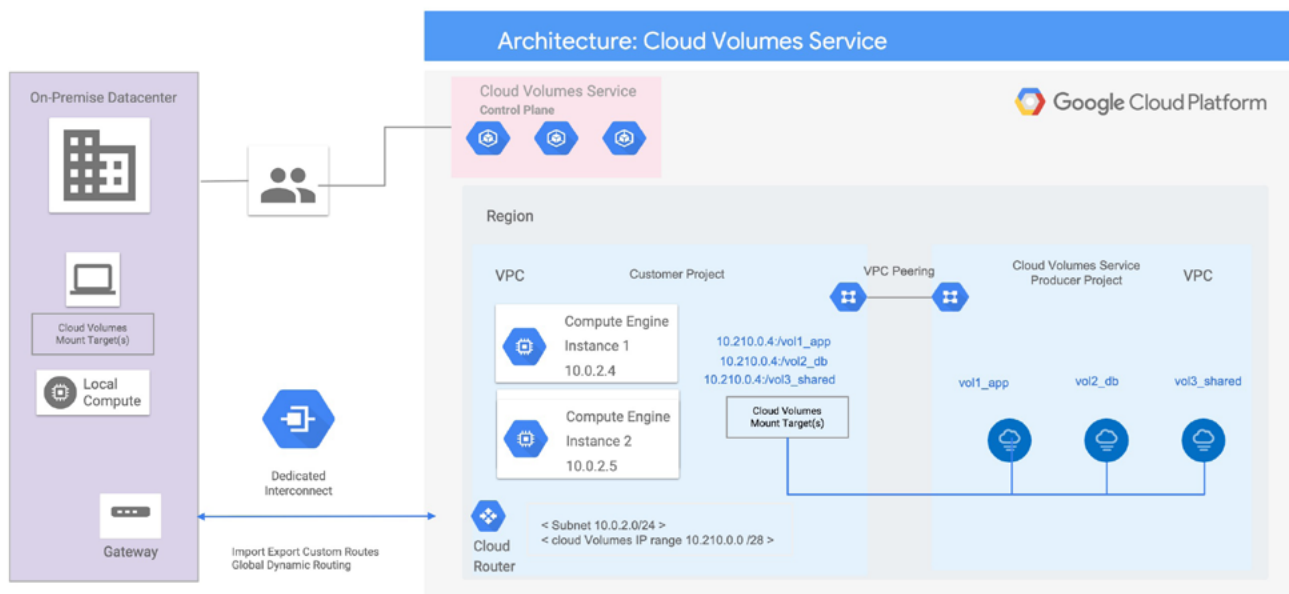 Architecture: Cloud Volumes Service
On-Premise Datacenter
Cloud Volumes
Mount Target(s)
Local
Compute
Gateway
Dedicated
Interconnect
Import Export Custom Routes
Global Dynamic Routing
Cloud Volumes Service
Control Plane
Google Cloud Platform
Region
VPC
Customer Project
Compute Engine
Instance 1
10.0.2.4
Compute Engine
Instance 2
10.0.2.5
10.210.0.4:/vol1_app
10.210.0.4:/vol2_db
10.210.0.4:/vol3_shared
Cloud Volumes
Mount Target(s)
Cloud
Router
< Subnet 10.0.2.0/24 >
< cloud Volumes IP range 10.210.0.0 /28 >
VPC Peering
Cloud Volumes Service
Producer Project
VPC
vol1_app
vol2_db
vol3_shared